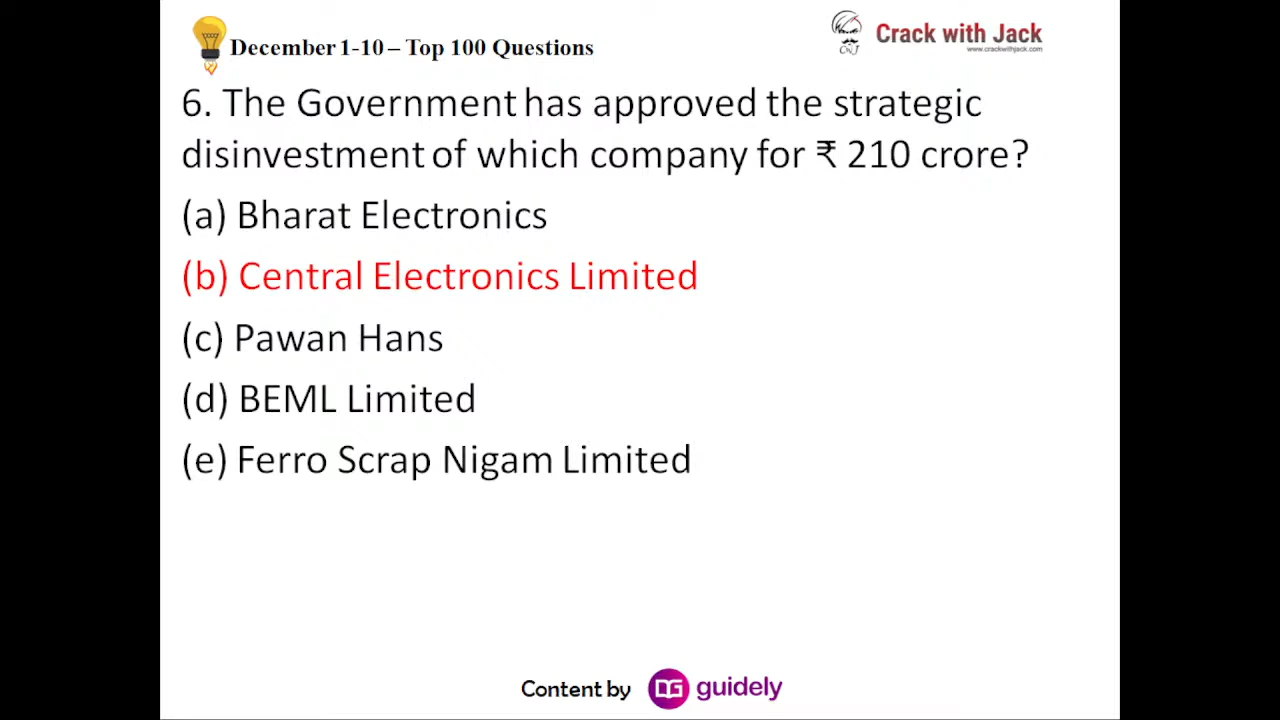 December 1-10 – Top 100 Questions
Crack with Jack
www.crackwithjack.com
6. The Government has approved the strategic
disinvestment of which company for ₹ 210 crore?
(a) Bharat Electronics
(b) Central Electronics Limited
(c) Pawan Hans
(d) BEML Limited
(e) Ferro Scrap Nigam Limited
Content by
guidely